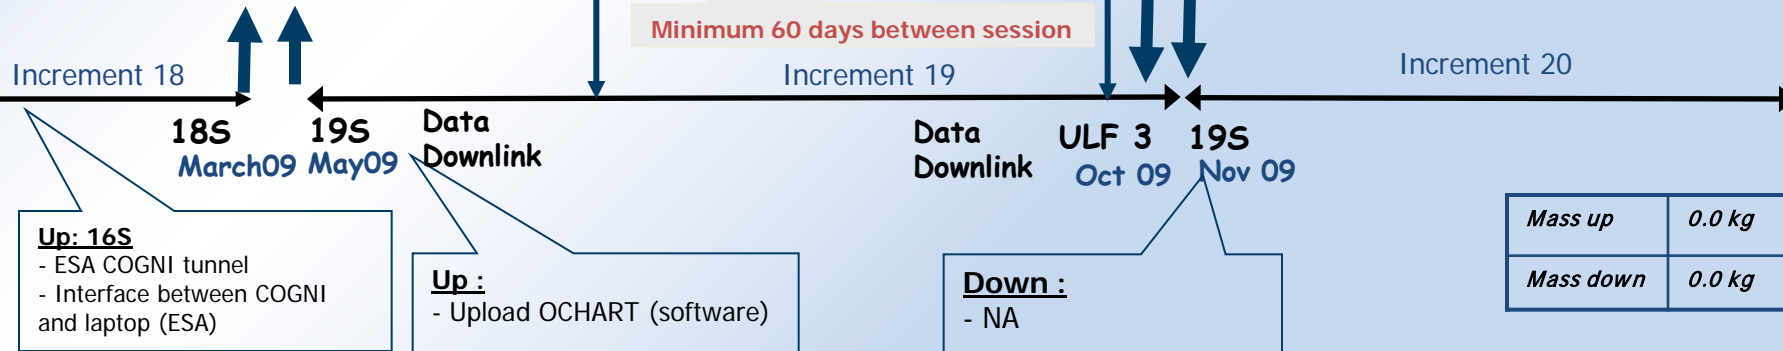 Minimum 60 days between session
Increment 18
Increment 19
Increment 20
18S
March09
19S
May09
Data
Downlink
Data
Downlink
ULF 3
Oct 09
19S
Nov 09
Up: 16S
- ESA COGNI tunnel
- Interface between COGNI
and laptop (ESA)
Up :
- Upload OCHART (software)
Down :
- NA
Mass up 0.0 kg
Mass down 0.0 kg